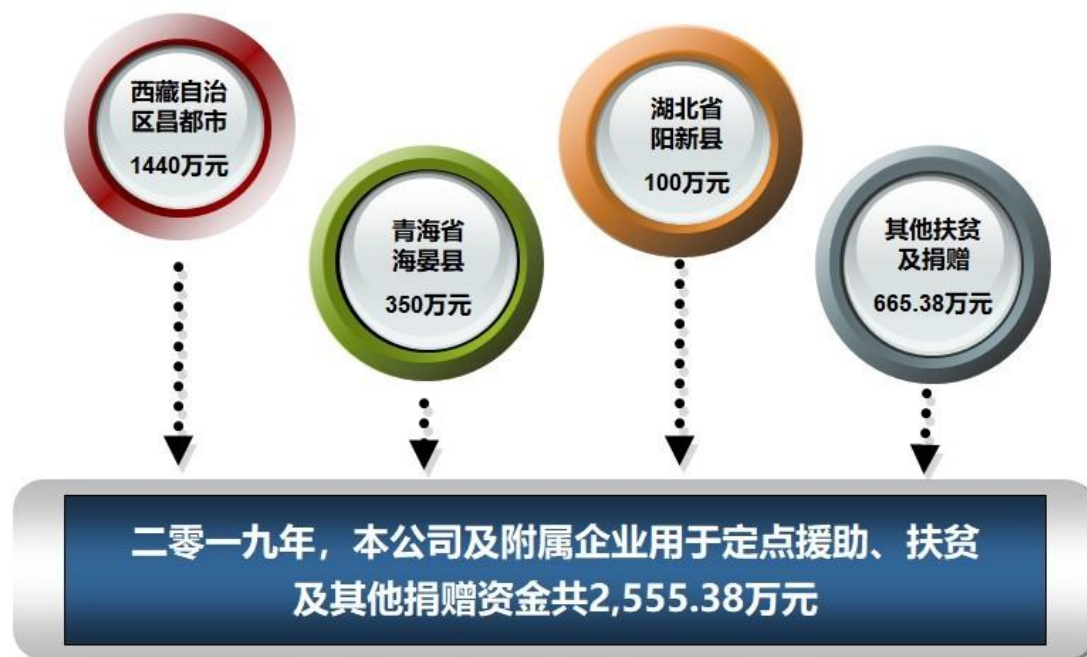 西藏自治
区昌都市
1440万元
青海省
海晏县
350万元
湖北省
阳新县
100万元
其他扶贫
及捐赠
665.38万元
二零一九年，本公司及附属企业用于定点援助、扶贫
及其他捐赠资金共2,555.38万元